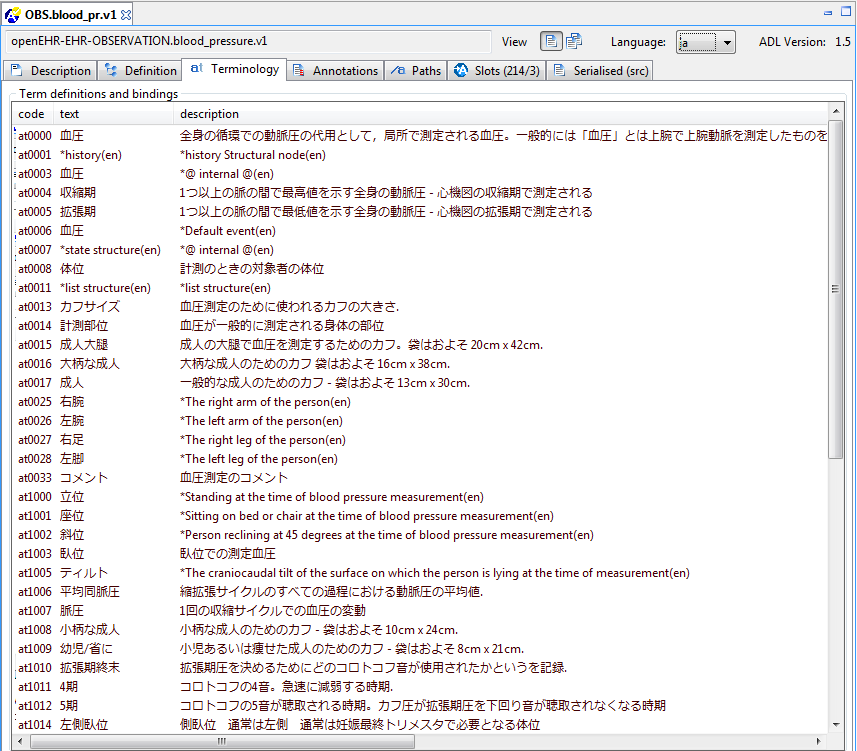 OBS.blood_pr.v1
openEHR-EHR-OBSERVATION.blood_pressure.v1 View Language: ja ADL Version: 1.5
Description Definition Terminology Annotations Paths Slots (214/3) Serialised (src)
Term definitions and bindings
code text description
at0000 血圧 全身の循環での動脈圧の代用として，局所で測定される血圧。一般的には「血圧」とは上腕で上腕動脈を測定したものを
at0001 *history(en) *history Structural node(en)
at0003 血圧 *@ internal @(en)
at0004 収縮期 1つ以上の脈の間で最高値を示す全身の動脈圧 - 心機図の収縮期で測定される
at0005 拡張期 1つ以上の脈の間で最低値を示す全身の動脈圧 - 心機図の拡張期で測定される
at0006 血圧 *Default event(en)
at0007 *state structure(en) *@ internal @(en)
at0008 体位 計測のときの対象者の体位
at0011 *list structure(en) *list structure(en)
at0013 カフサイズ 血圧測定のために使われるカフの大きさ.
at0014 計測部位 血圧が一般的に測定される身体の部位
at0015 成人大腿 成人の大腿で血圧を測定するためのカフ。袋はおよそ 20cm x 42cm.
at0016 大柄な成人 大柄な成人のためのカフ 袋はおよそ 16cm x 38cm.
at0017 成人 一般的な成人のためのカフ - 袋はおよそ 13cm x 30cm.
at0025 右腕 *The right arm of the person(en)
at0026 左腕 *The left arm of the person(en)
at0027 右足 *The right leg of the person(en)
at0028 左脚 *The left leg of the person(en)
at0033 コメント 血圧測定のコメント
at1000 立位 *Standing at the time of blood pressure measurement(en)
at1001 座位 *Sitting on bed or chair at the time of blood pressure measurement(en)
at1002 斜位 *Person reclining at 45 degrees at the time of blood pressure measurement(en)
at1003 臥位 臥位での測定血圧
at1005 ティルト *The craniocaudal tilt of the surface on which the person is lying at the time of measurement(en)
at1006 平均同脈圧 縮拡張サイクルのすべての過程における動脈圧の平均値.
at1007 脈圧 1回の収縮サイクルでの血圧の変動
at1008 小柄な成人 小柄な成人のためのカフ - 袋はおよそ 10cm x 24cm.
at1009 幼児/省に 小児あるいは痩せた成人のためのカフ - 袋はおよそ 8cm x 21cm.
at1010 拡張期終末 拡張期圧を決めるためにどのコロトコフ音が使用されたかというを記録.
at1011 4期 コロトコフの4音。急速に減弱する時期.
at1012 5期 コロトコフの5音が聴取される時期。カフ圧が拡張期圧を下回り音が聴取されなくなる時期
at1014 左側臥位 側臥位　通常は左側　通常は妊娠最終トリメスタで必要となる体位